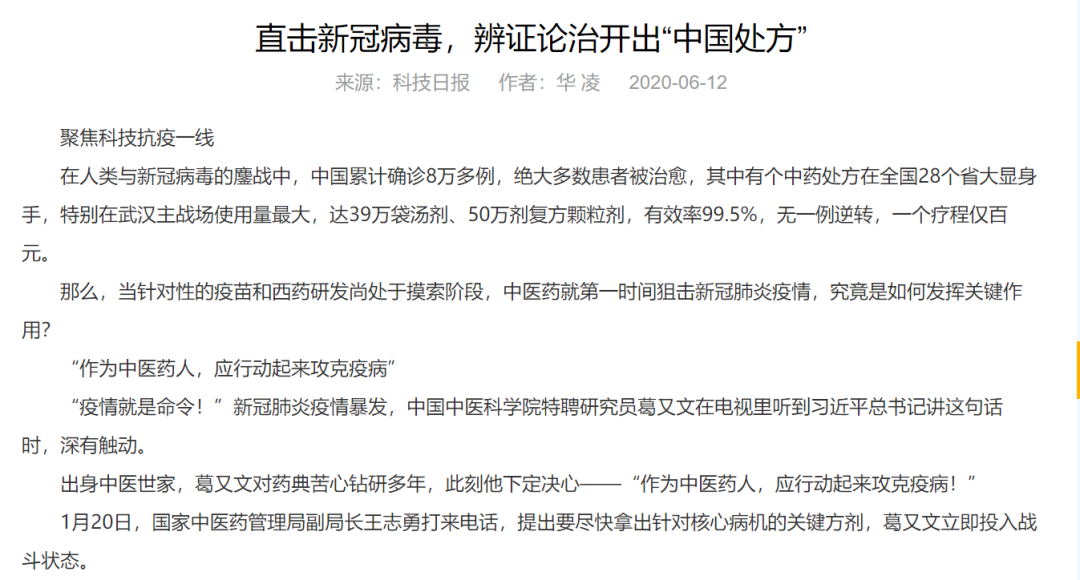 直击新冠病毒，辨证论治开出“中国处方”
来源：科技日报 作者：华 凌 2020-06-12
聚焦科技抗疫一线
在人类与新冠病毒的鏖战中，中国累计确诊8万多例，绝大多数患者被治愈，其中有个中药处方在全国28个省大显身
手，特别在武汉主战场使用量最大，达39万袋汤剂、50万剂复方颗粒剂，有效率99.5%，无一例逆转，一个疗程仅百
元。
那么，当针对性的疫苗和西药研发尚处于摸索阶段，中医药就第一时间狙击新冠肺炎疫情，究竟是如何发挥关键作
用？
“作为中医药人，应行动起来攻克疫病”
“疫情就是命令！”新冠肺炎疫情暴发，中国中医科学院特聘研究员葛又文在电视里听到习近平总书记讲这句话
时，深有触动。
出身中医世家，葛又文对药典苦心钻研多年，此刻他下定决心——“作为中医药人，应行动起来攻克疫病！”
1月20日，国家中医药管理局副局长王志勇打来电话，提出要尽快拿出针对核心病机的关键方剂，葛又文立即投入战
斗状态。